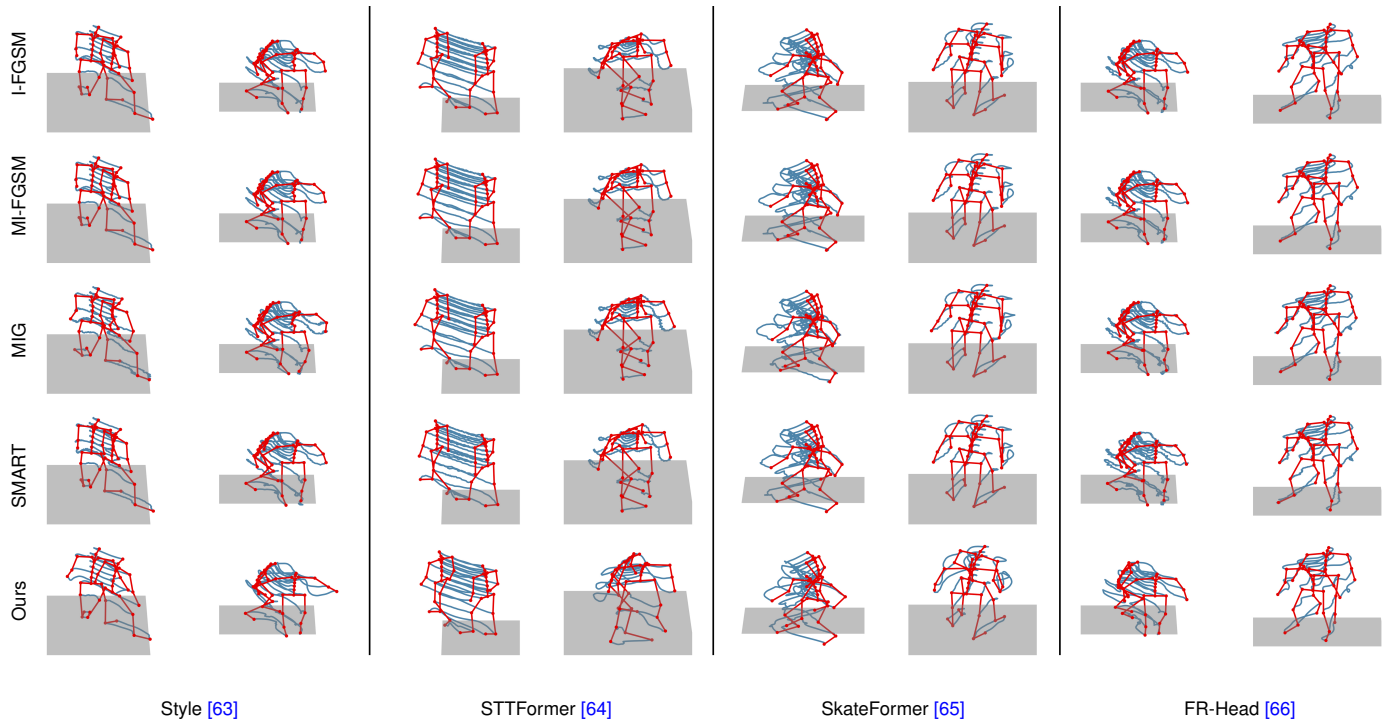 I-FGSM
MI-FGSM
MIG
SMART
Ours
Style [63]
STTFormer [64]
SkateFormer [65]
FR-Head [66]